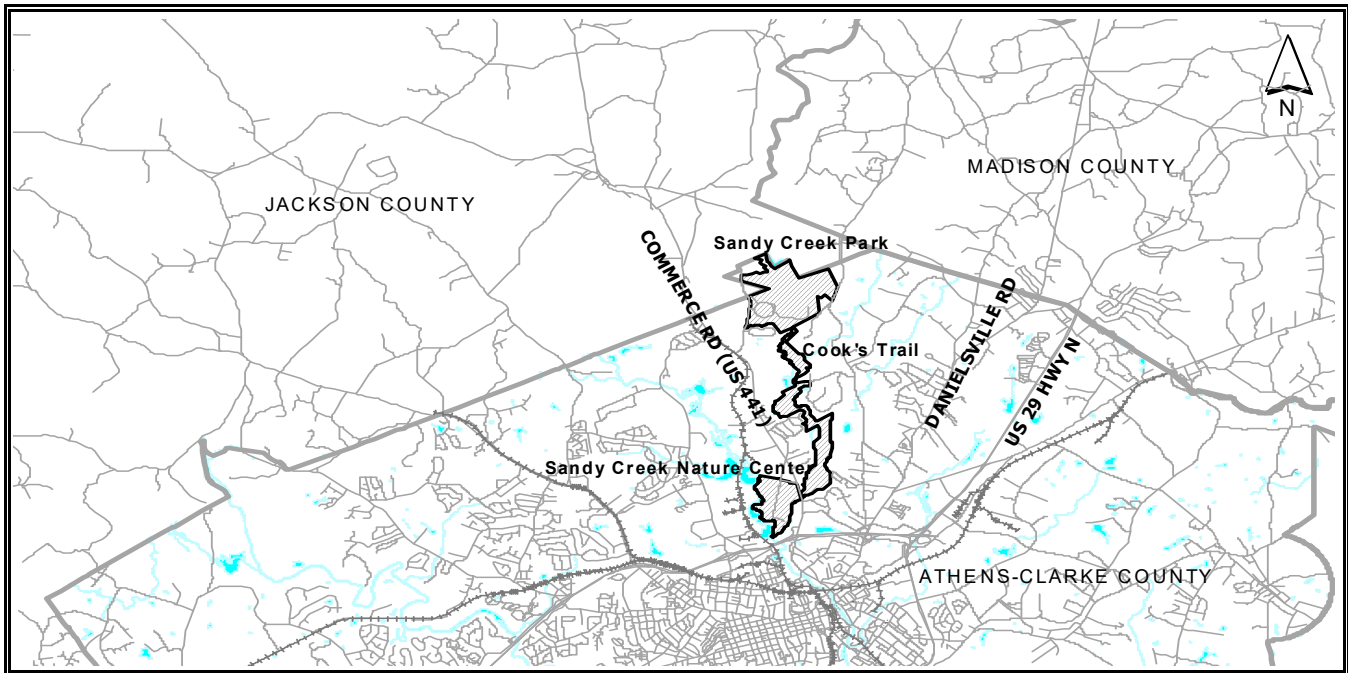 N
MADISON COUNTY
JACKSON COUNTY
Sandy Creek Park
COMMERCE RD (US 441)
Cook's Trail
DANIELSVILLE RD
US 29 HWY N
Sandy Creek Nature Center
ATHENS-CLARKE COUNTY